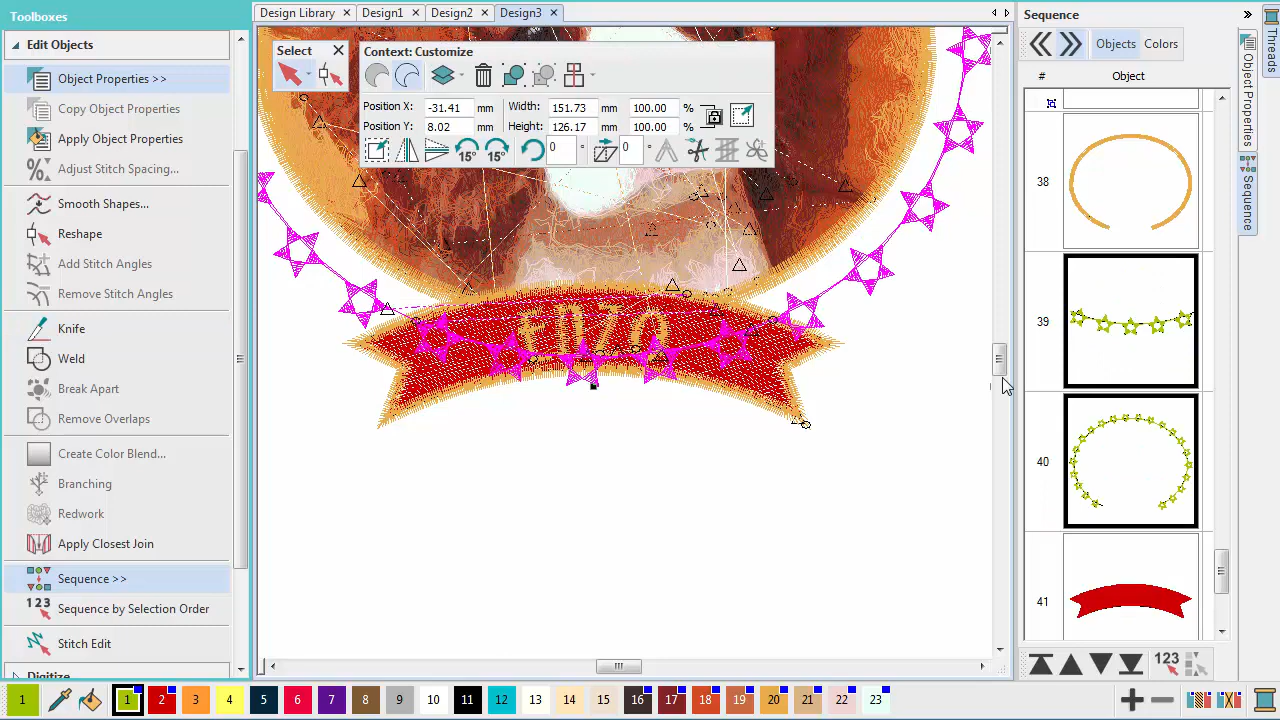 Toolboxes
Edit Objects
Object Properties >>
Copy Object Properties
Apply Object Properties
Adjust Stitch Spacing...
Smooth Shapes...
Reshape
Add Stitch Angles
Remove Stitch Angles
Knife
Weld
Break Apart
Remove Overlaps
Create Color Blend...
Branching
Redwork
Apply Closest Join
Sequence >>
123 Sequence by Selection Order
Stitch Edit
Digitize
Design Library
Design1
Design2
Design3
Select
Context: Customize
Position X: -31.41 mm Width: 151.73 mm 100.00 %
Position Y: 8.02 mm Height: 126.17 mm 100.00 %
15° 15° 0 ° 0 °
ENZO
Sequence
Objects Colors
# Object
38
39
40
41
123
Threads
Object Properties
Sequence
1 1 2 3 4 5 6 7 8 9 10 11 12 13 14 15 16 17 18 19 20 21 22 23